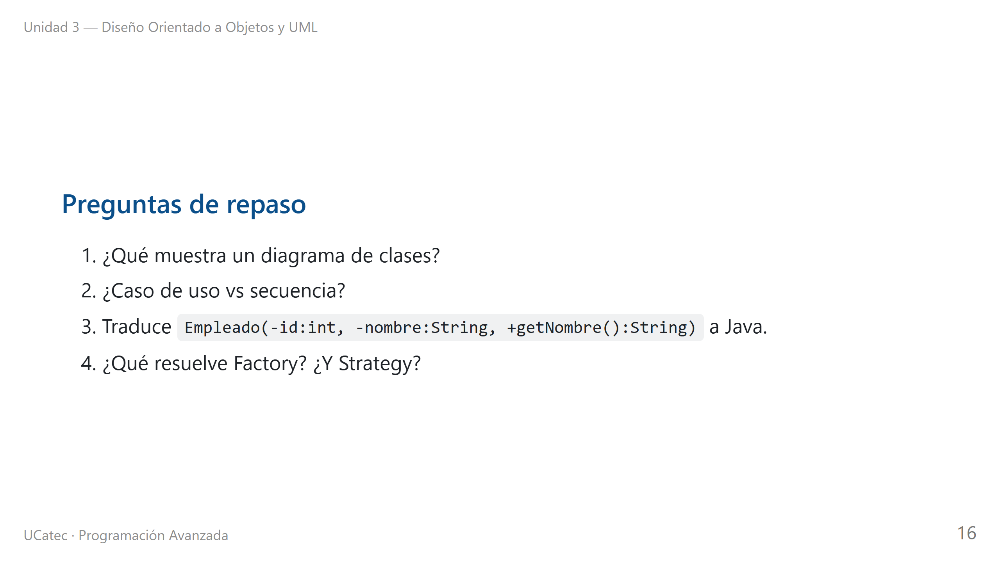 Unidad 3 — Diseño Orientado a Objetos y UML
Preguntas de repaso
1. ¿Qué muestra un diagrama de clases?
2. ¿Caso de uso vs secuencia?
3. Traduce Empleado(-id:int, -nombre:String, +getNombre():String) a Java.
4. ¿Qué resuelve Factory? ¿Y Strategy?
UCatec · Programación Avanzada
16